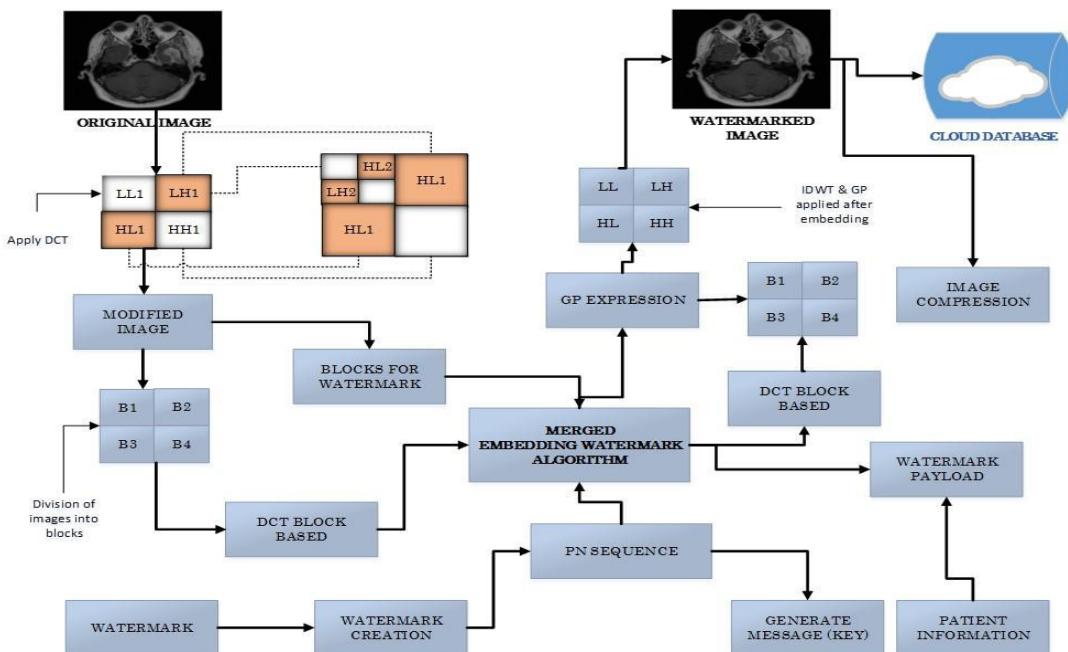 ORIGINAL IMAGE
WATERMARKED
IMAGE
CLOUD DATABASE
LL1
LH1
HL1
HH1
Apply DCT
HL2
HL1
LH2
HL1
LL
LH
HL
HH
IDWT & GP
applied after
embedding
MODIFIED
IMAGE
GP EXPRESSION
B1
B2
B3
B4
IMAGE
COMPRESSION
BLOCKS FOR
WATERMARK
B1
B2
B3
B4
DCT BLOCK
BASED
MERGED
EMBEDDING WATERMARK
ALGORITHM
WATERMARK
PAYLOAD
Division of
images into
blocks
DCT BLOCK
BASED
PN SEQUENCE
WATERMARK
WATERMARK
CREATION
GENERATE
MESSAGE (KEY)
PATIENT
INFORMATION